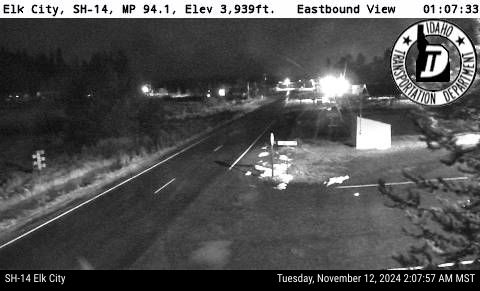 Elk City, SH-14, MP 94.1, Elev 3,939ft. Eastbound View 01:07:33
IDAHO
TRANSPORTATION DEPARTMENT
SH-14 Elk City Tuesday, November 12, 2024 2:07:57 AM MST